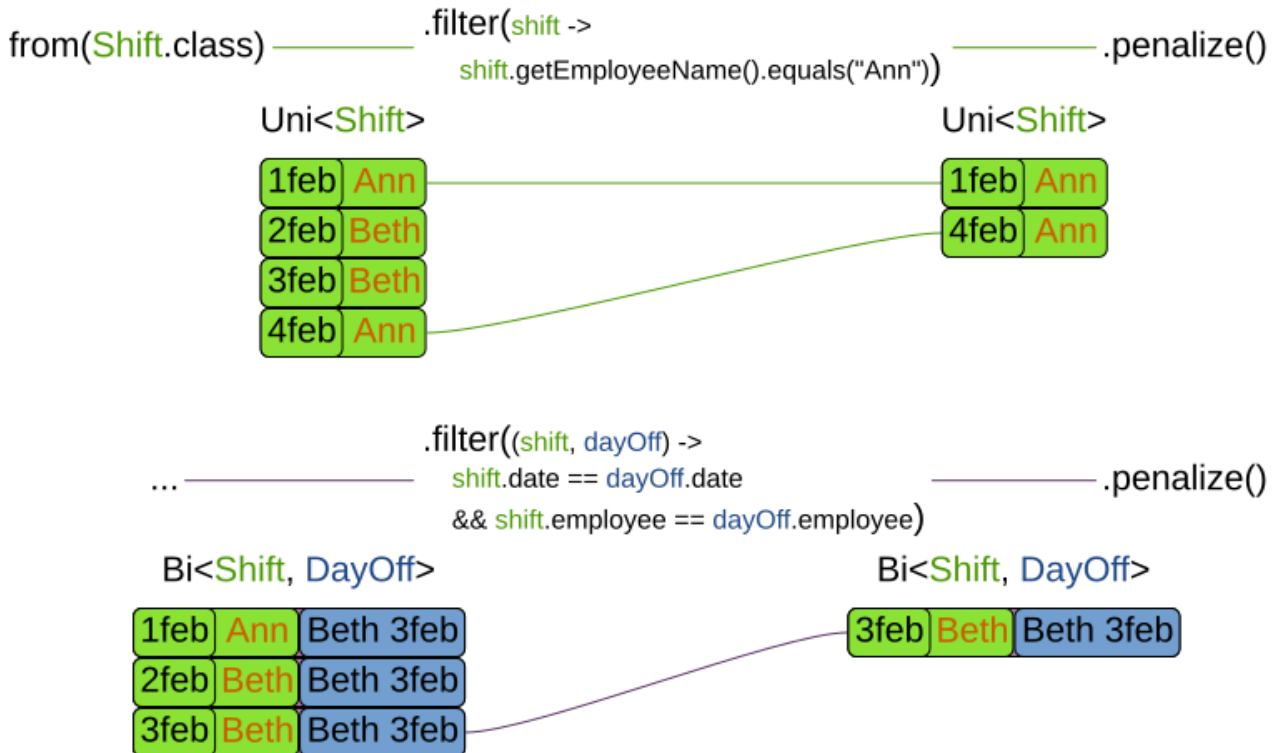 from(Shift.class)
.filter(shift ->
shift.getEmployeeName().equals("Ann"))
.penalize()
Uni<Shift>
Uni<Shift>
1feb Ann
1feb Ann
2feb Beth
4feb Ann
3feb Beth
4feb Ann
...
.filter((shift, dayOff) ->
shift.date == dayOff.date
&& shift.employee == dayOff.employee)
.penalize()
Bi<Shift, DayOff>
Bi<Shift, DayOff>
1feb Ann Beth 3feb
3feb Beth Beth 3feb
2feb Beth Beth 3feb
3feb Beth Beth 3feb